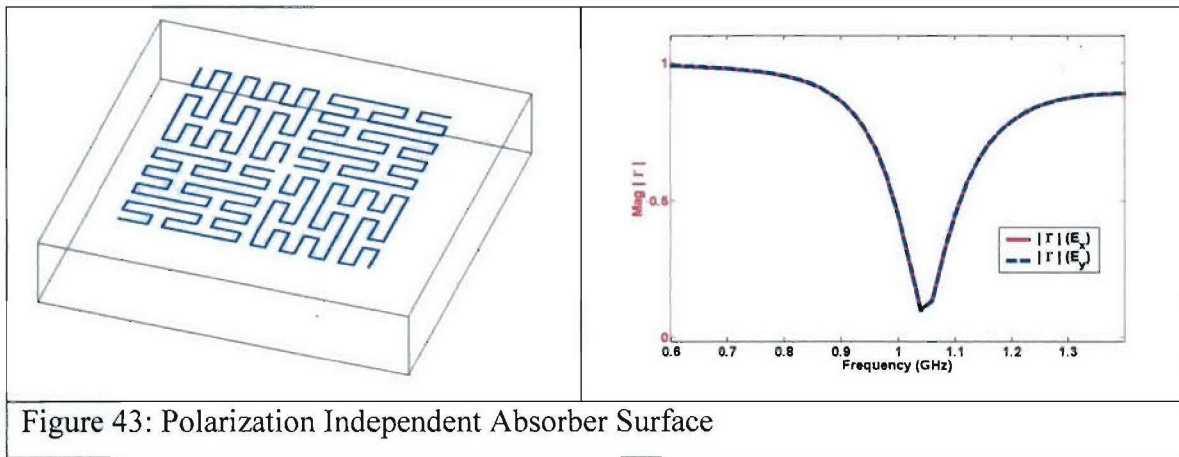 1
0.5
0
Mag | Γ |
0.6 0.7 0.8 0.9 1 1.1 1.2 1.3
Frequency (GHz)
| Γ | (Ex)
| Γ | (Ey)
Figure 43: Polarization Independent Absorber Surface